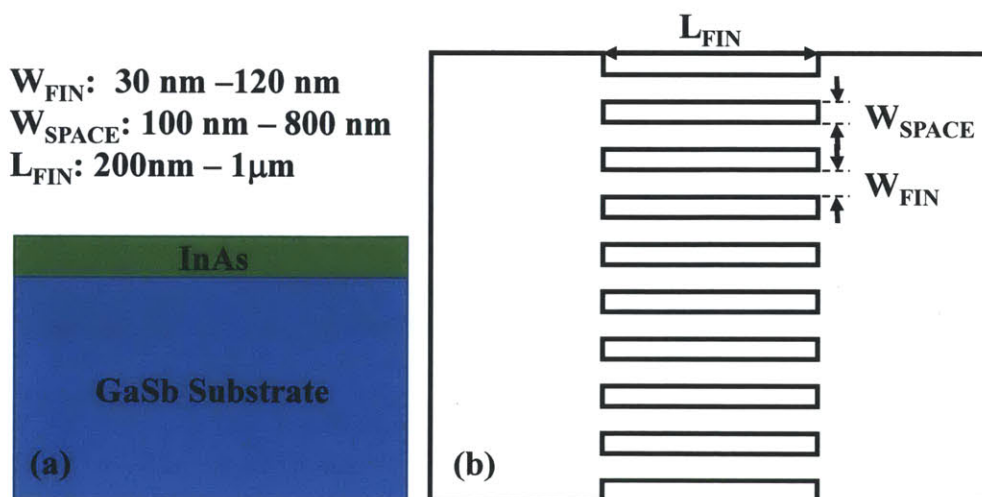 W_FIN: 30 nm –120 nm
W_SPACE: 100 nm – 800 nm
L_FIN: 200nm – 1μm
InAs
GaSb Substrate
(a)
L_FIN
W_SPACE
W_FIN
(b)